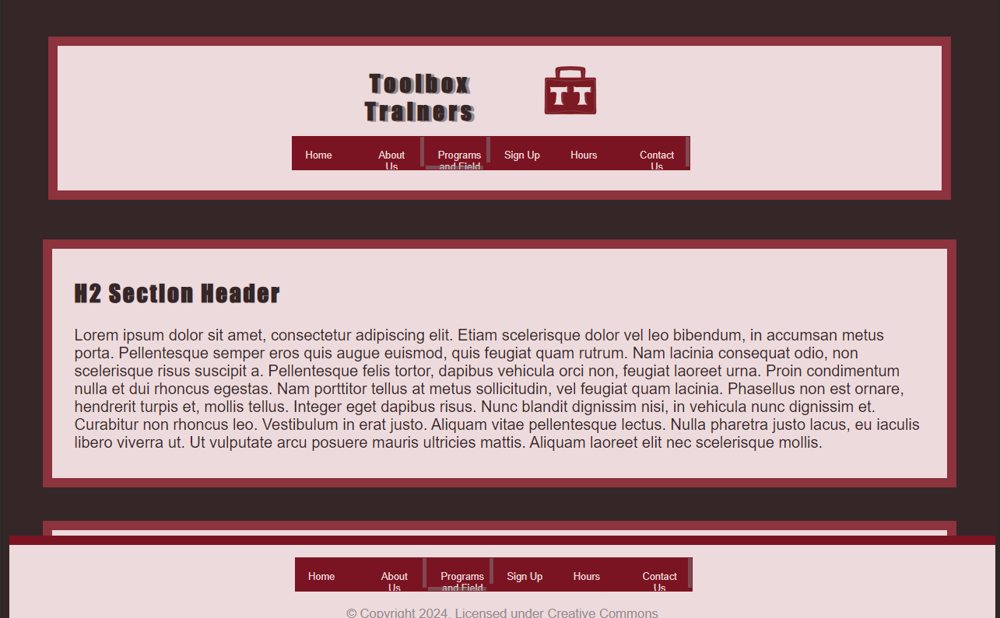 Toolbox
Trainers
TT
Home About Programs Sign Up Hours Contact
Us and Field Us
H2 Section Header
Lorem ipsum dolor sit amet, consectetur adipiscing elit. Etiam scelerisque dolor vel leo bibendum, in accumsan metus
porta. Pellentesque semper eros quis augue euismod, quis feugiat quam rutrum. Nam lacinia consequat odio, non
scelerisque risus suscipit a. Pellentesque felis tortor, dapibus vehicula orci non, feugiat laoreet urna. Proin condimentum
nulla et dui rhoncus egestas. Nam porttitor tellus at metus sollicitudin, vel feugiat quam lacinia. Phasellus non est ornare,
hendrerit turpis et, mollis tellus. Integer eget dapibus risus. Nunc blandit dignissim nisi, in vehicula nunc dignissim et.
Curabitur non rhoncus leo. Vestibulum in erat justo. Aliquam vitae pellentesque lectus. Nulla pharetra justo lacus, eu iaculis
libero viverra ut. Ut vulputate arcu posuere mauris ultricies mattis. Aliquam laoreet elit nec scelerisque mollis.
Home About Programs Sign Up Hours Contact
Us and Field Us
© Copyright 2024. Licensed under Creative Commons